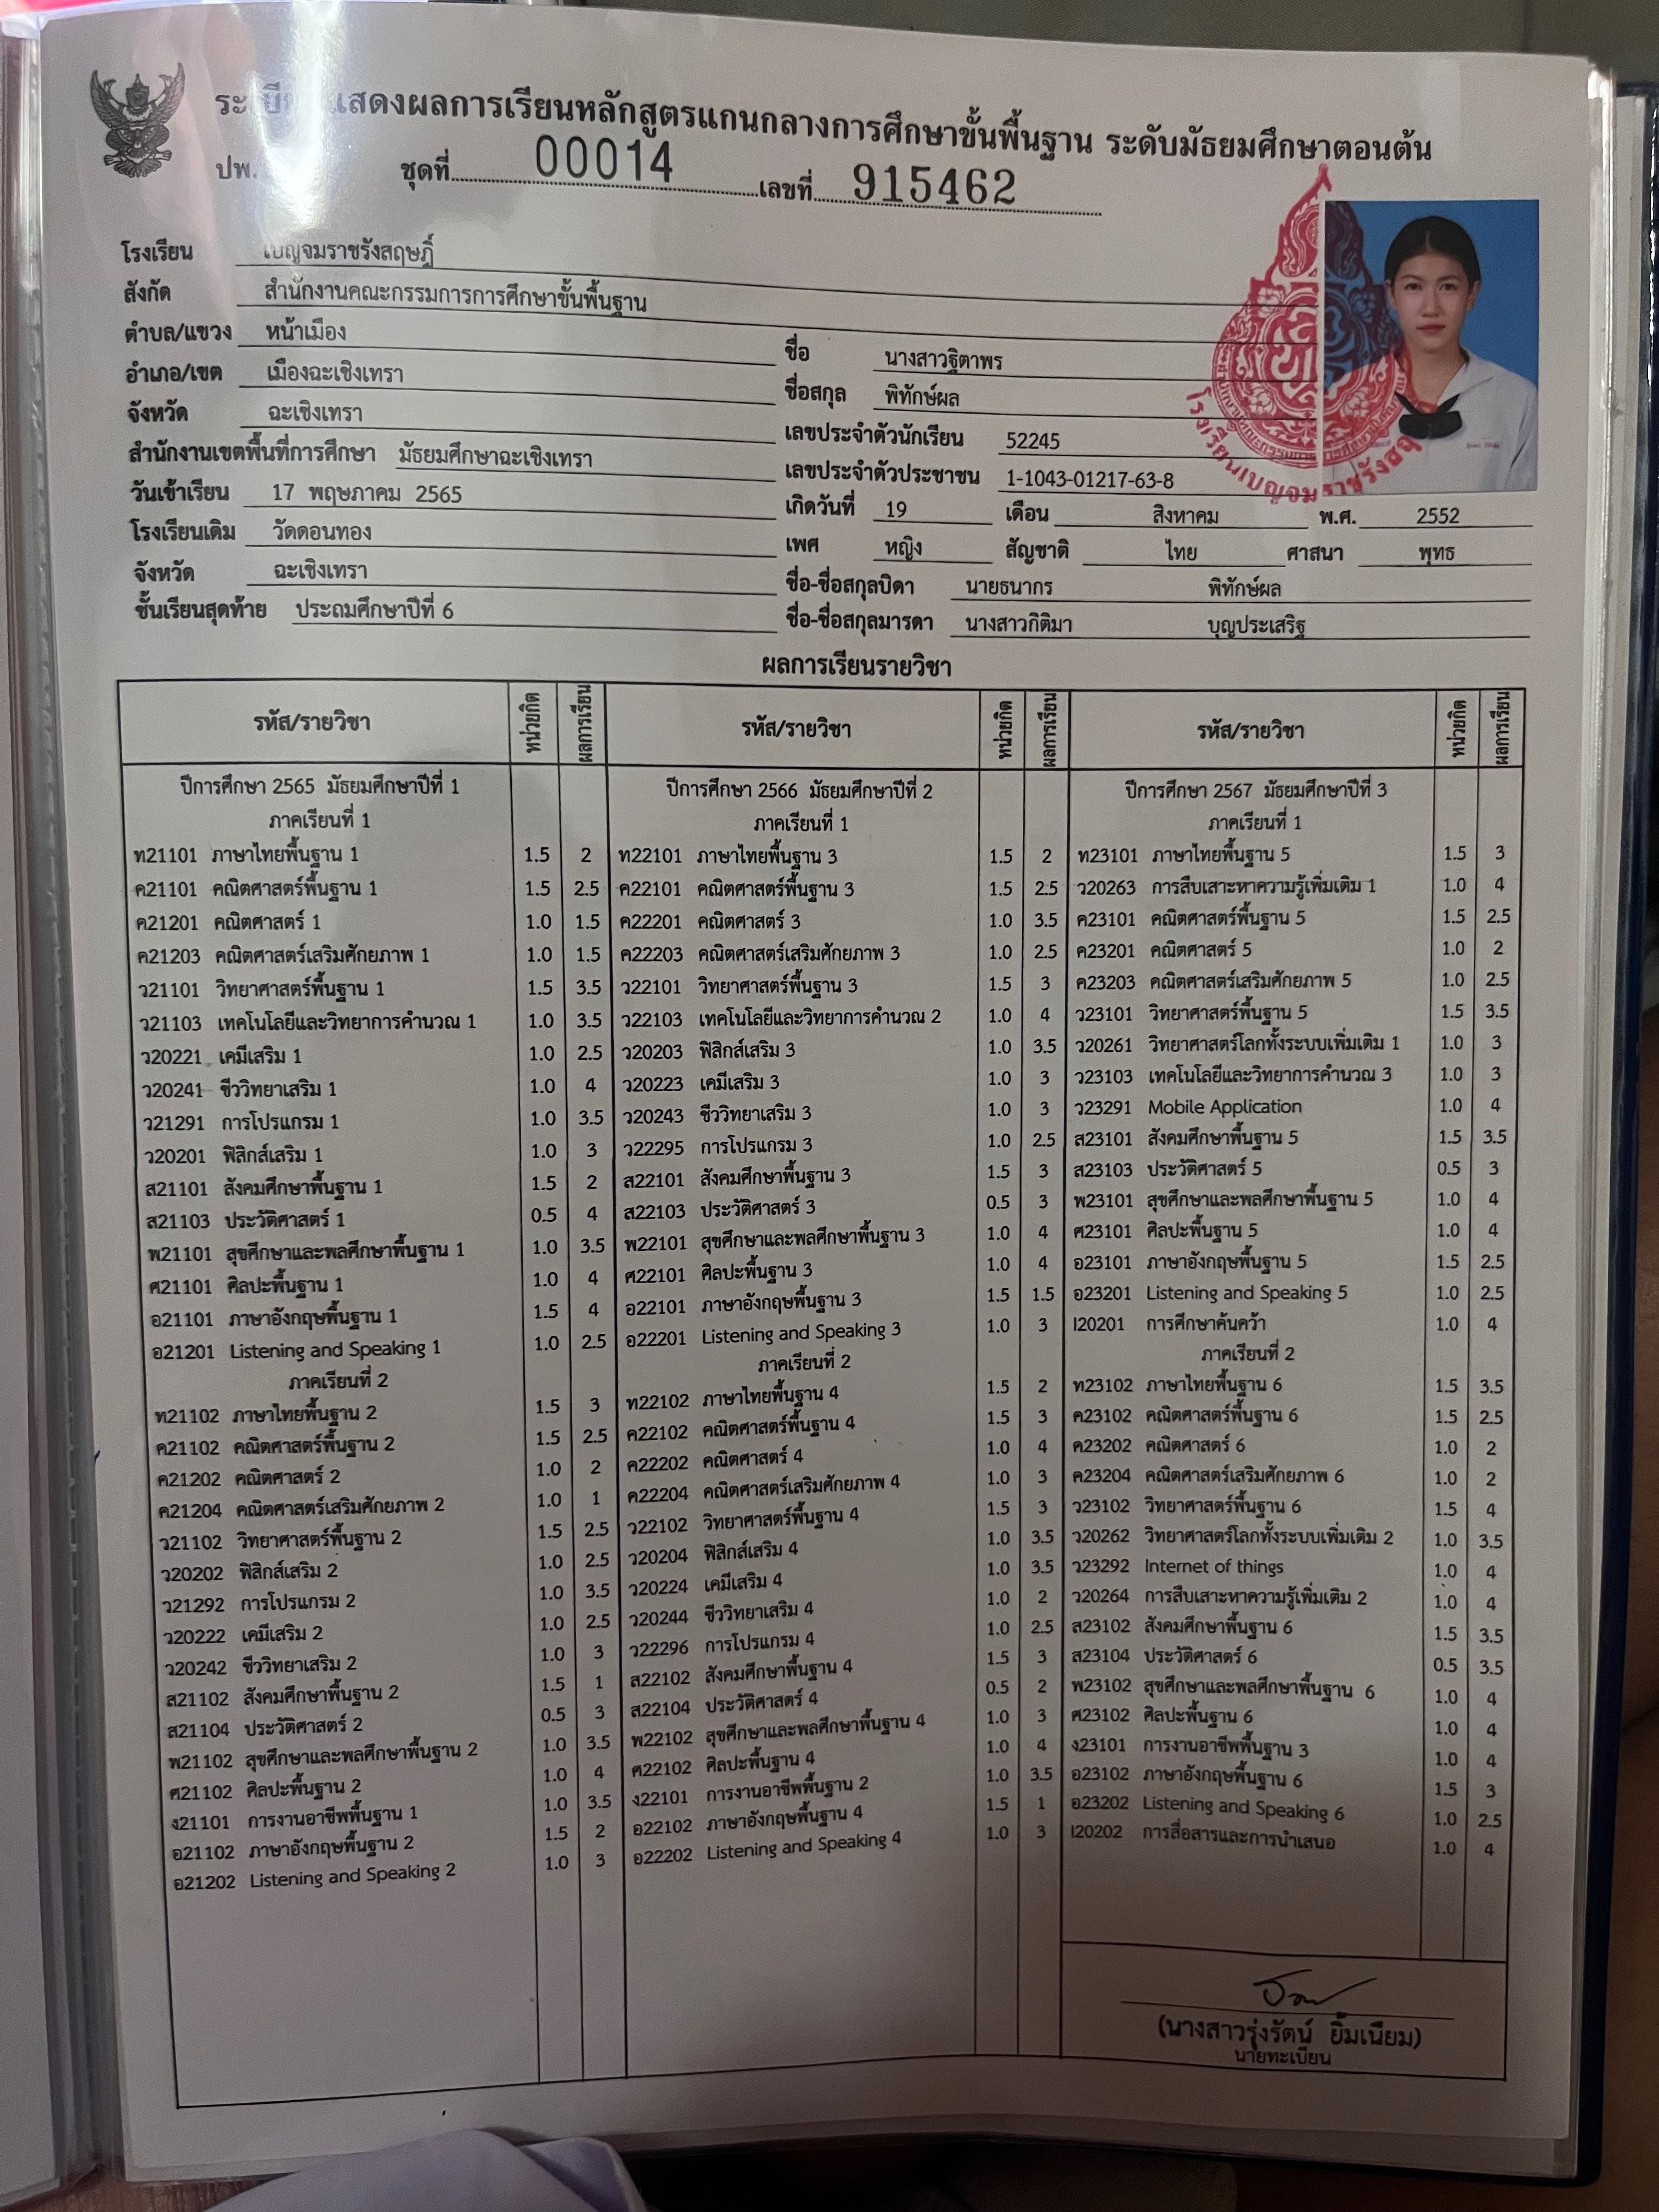 แสดงผลการเรียนหลักสูตรแกนกลางการศึกษาขั้นพื้นฐาน ระดับมัธยมศึกษาตอนต้น
ปพ. ชุดที่ 00014 เลขที่ 915462
โรงเรียน เบญจมราชรังสฤษฎิ์
สังกัด สำนักงานคณะกรรมการการศึกษาขั้นพื้นฐาน
ตำบล/แขวง หน้าเมือง
อำเภอ/เขต เมืองฉะเชิงเทรา
จังหวัด ฉะเชิงเทรา
สำนักงานเขตพื้นที่การศึกษา มัธยมศึกษาฉะเชิงเทรา
วันเข้าเรียน 17 พฤษภาคม 2565
โรงเรียนเดิม วัดดอนทอง
จังหวัด ฉะเชิงเทรา
ชั้นเรียนสุดท้าย ประถมศึกษาปีที่ 6
ชื่อ นางสาวฐิตาพร
ชื่อสกุล พิทักษ์ผล
เลขประจำตัวนักเรียน 52245
เลขประจำตัวประชาชน 1-1043-01217-63-8
เกิดวันที่ 19 เดือน สิงหาคม พ.ศ. 2552
เพศ หญิง สัญชาติ ไทย ศาสนา พุทธ
ชื่อ-ชื่อสกุลบิดา นายธนากร พิทักษ์ผล
ชื่อ-ชื่อสกุลมารดา นางสาวกิติมา บุญประเสริฐ
โรงเรียนเบญจมราชรังสฤ
ผลการเรียนรายวิชา
รหัส/รายวิชา หน่วยกิต ผลการเรียน
ปีการศึกษา 2565 มัธยมศึกษาปีที่ 1
ภาคเรียนที่ 1
ท21101 ภาษาไทยพื้นฐาน 1 1.5 2
ค21101 คณิตศาสตร์พื้นฐาน 1 1.5 2.5
ค21201 คณิตศาสตร์ 1 1.0 1.5
ค21203 คณิตศาสตร์เสริมศักยภาพ 1 1.0 1.5
ว21101 วิทยาศาสตร์พื้นฐาน 1 1.5 3.5
ว21103 เทคโนโลยีและวิทยาการคำนวณ 1 1.0 3.5
ว20221 เคมีเสริม 1 1.0 2.5
ว20241 ชีววิทยาเสริม 1 1.0 4
ว21291 การโปรแกรม 1 1.0 3.5
ว20201 ฟิสิกส์เสริม 1 1.0 3
ส21101 สังคมศึกษาพื้นฐาน 1 1.5 2
ส21103 ประวัติศาสตร์ 1 0.5 4
พ21101 สุขศึกษาและพลศึกษาพื้นฐาน 1 1.0 3.5
ศ21101 ศิลปะพื้นฐาน 1 1.0 4
อ21101 ภาษาอังกฤษพื้นฐาน 1 1.5 4
อ21201 Listening and Speaking 1 1.0 2.5
ภาคเรียนที่ 2
ท21102 ภาษาไทยพื้นฐาน 2 1.5 3
ค21102 คณิตศาสตร์พื้นฐาน 2 1.5 2.5
ค21202 คณิตศาสตร์ 2 1.0 2
ค21204 คณิตศาสตร์เสริมศักยภาพ 2 1.0 1
ว21102 วิทยาศาสตร์พื้นฐาน 2 1.5 2.5
ว20202 ฟิสิกส์เสริม 2 1.0 2.5
ว21292 การโปรแกรม 2 1.0 3.5
ว20222 เคมีเสริม 2 1.0 2.5
ว20242 ชีววิทยาเสริม 2 1.0 3
ส21102 สังคมศึกษาพื้นฐาน 2 1.5 1
ส21104 ประวัติศาสตร์ 2 0.5 3
พ21102 สุขศึกษาและพลศึกษาพื้นฐาน 2 1.0 3.5
ศ21102 ศิลปะพื้นฐาน 2 1.0 4
ง21101 การงานอาชีพพื้นฐาน 1 1.0 3.5
อ21102 ภาษาอังกฤษพื้นฐาน 2 1.5 2
อ21202 Listening and Speaking 2 1.0 3
รหัส/รายวิชา หน่วยกิต ผลการเรียน
ปีการศึกษา 2566 มัธยมศึกษาปีที่ 2
ภาคเรียนที่ 1
ท22101 ภาษาไทยพื้นฐาน 3 1.5 2
ค22101 คณิตศาสตร์พื้นฐาน 3 1.5 2.5
ค22201 คณิตศาสตร์ 3 1.0 3.5
ค22203 คณิตศาสตร์เสริมศักยภาพ 3 1.0 2.5
ว22101 วิทยาศาสตร์พื้นฐาน 3 1.5 3
ว22103 เทคโนโลยีและวิทยาการคำนวณ 2 1.0 4
ว20203 ฟิสิกส์เสริม 3 1.0 3.5
ว20223 เคมีเสริม 3 1.0 3
ว20243 ชีววิทยาเสริม 3 1.0 3
ว22295 การโปรแกรม 3 1.0 2.5
ส22101 สังคมศึกษาพื้นฐาน 3 1.5 3
ส22103 ประวัติศาสตร์ 3 0.5 3
พ22101 สุขศึกษาและพลศึกษาพื้นฐาน 3 1.0 4
ศ22101 ศิลปะพื้นฐาน 3 1.0 4
อ22101 ภาษาอังกฤษพื้นฐาน 3 1.5 1.5
อ22201 Listening and Speaking 3 1.0 3
ภาคเรียนที่ 2
ท22102 ภาษาไทยพื้นฐาน 4 1.5 2
ค22102 คณิตศาสตร์พื้นฐาน 4 1.5 3
ค22202 คณิตศาสตร์ 4 1.0 4
ค22204 คณิตศาสตร์เสริมศักยภาพ 4 1.0 3
ว22102 วิทยาศาสตร์พื้นฐาน 4 1.5 3
ว20204 ฟิสิกส์เสริม 4 1.0 3.5
ว20224 เคมีเสริม 4 1.0 3.5
ว20244 ชีววิทยาเสริม 4 1.0 2
ว22296 การโปรแกรม 4 1.0 2.5
ส22102 สังคมศึกษาพื้นฐาน 4 1.5 3
ส22104 ประวัติศาสตร์ 4 0.5 2
พ22102 สุขศึกษาและพลศึกษาพื้นฐาน 4 1.0 3
ศ22102 ศิลปะพื้นฐาน 4 1.0 4
ง22101 การงานอาชีพพื้นฐาน 2 1.0 3.5
อ22102 ภาษาอังกฤษพื้นฐาน 4 1.5 1
อ22202 Listening and Speaking 4 1.0 3
รหัส/รายวิชา หน่วยกิต ผลการเรียน
ปีการศึกษา 2567 มัธยมศึกษาปีที่ 3
ภาคเรียนที่ 1
ท23101 ภาษาไทยพื้นฐาน 5 1.5 3
ว20263 การสืบเสาะหาความรู้เพิ่มเติม 1 1.0 4
ค23101 คณิตศาสตร์พื้นฐาน 5 1.5 2.5
ค23201 คณิตศาสตร์ 5 1.0 2
ค23203 คณิตศาสตร์เสริมศักยภาพ 5 1.0 2.5
ว23101 วิทยาศาสตร์พื้นฐาน 5 1.5 3.5
ว20261 วิทยาศาสตร์โลกทั้งระบบเพิ่มเติม 1 1.0 3
ว23103 เทคโนโลยีและวิทยาการคำนวณ 3 1.0 3
ว23291 Mobile Application 1.0 4
ส23101 สังคมศึกษาพื้นฐาน 5 1.5 3.5
ส23103 ประวัติศาสตร์ 5 0.5 3
พ23101 สุขศึกษาและพลศึกษาพื้นฐาน 5 1.0 4
ศ23101 ศิลปะพื้นฐาน 5 1.0 4
อ23101 ภาษาอังกฤษพื้นฐาน 5 1.5 2.5
อ23201 Listening and Speaking 5 1.0 2.5
I20201 การศึกษาค้นคว้า 1.0 4
ภาคเรียนที่ 2
ท23102 ภาษาไทยพื้นฐาน 6 1.5 3.5
ค23102 คณิตศาสตร์พื้นฐาน 6 1.5 2.5
ค23202 คณิตศาสตร์ 6 1.0 2
ค23204 คณิตศาสตร์เสริมศักยภาพ 6 1.0 2
ว23102 วิทยาศาสตร์พื้นฐาน 6 1.5 4
ว20262 วิทยาศาสตร์โลกทั้งระบบเพิ่มเติม 2 1.0 3.5
ว23292 Internet of things 1.0 4
ว20264 การสืบเสาะหาความรู้เพิ่มเติม 2 1.0 4
ส23102 สังคมศึกษาพื้นฐาน 6 1.5 3.5
ส23104 ประวัติศาสตร์ 6 0.5 3.5
พ23102 สุขศึกษาและพลศึกษาพื้นฐาน 6 1.0 4
ศ23102 ศิลปะพื้นฐาน 6 1.0 4
ง23101 การงานอาชีพพื้นฐาน 3 1.0 4
อ23102 ภาษาอังกฤษพื้นฐาน 6 1.5 3
อ23202 Listening and Speaking 6 1.0 2.5
I20202 การสื่อสารและการนำเสนอ 1.0 4
(นางสาวรุ่งรัตน์ ยิ้มเนียม)
นายทะเบียน